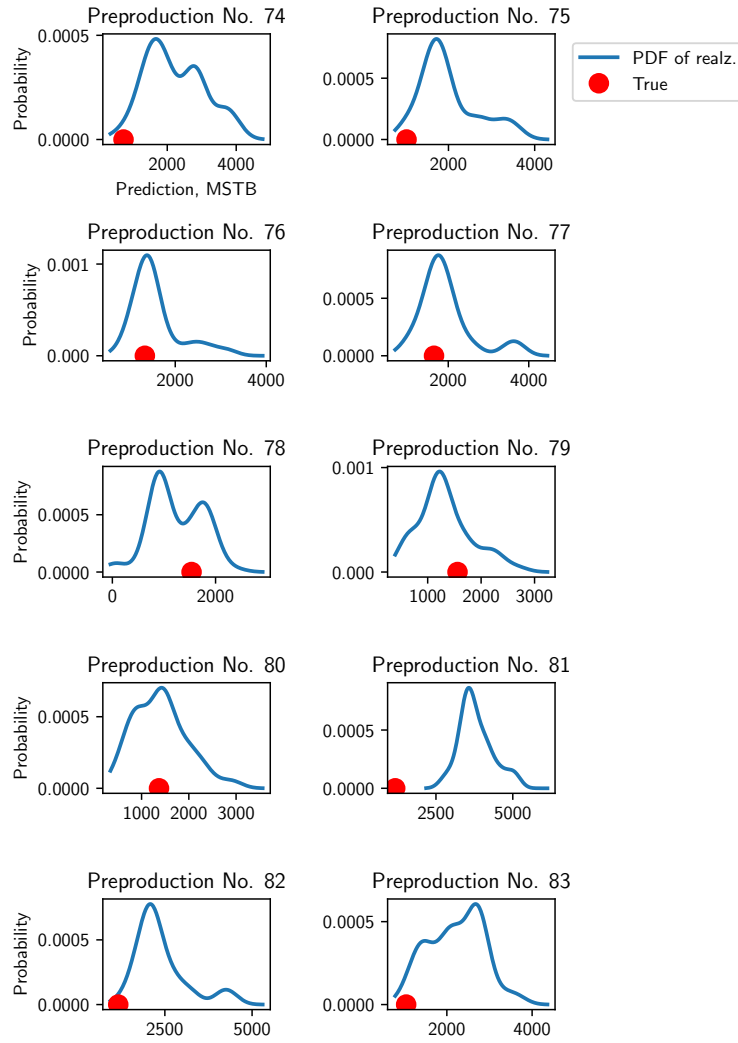 Preproduction No. 74
Probability
0.0005
0.0000
2000 4000
Prediction, MSTB
Preproduction No. 75
0.0005
0.0000
2000 4000
PDF of realz.
True
Preproduction No. 76
Probability
0.001
0.000
2000 4000
Preproduction No. 77
0.0005
0.0000
2000 4000
Preproduction No. 78
Probability
0.0005
0.0000
0 2000
Preproduction No. 79
0.001
0.000
1000 2000 3000
Preproduction No. 80
Probability
0.0005
0.0000
1000 2000 3000
Preproduction No. 81
0.0005
0.0000
2500 5000
Preproduction No. 82
Probability
0.0005
0.0000
2500 5000
Preproduction No. 83
0.0005
0.0000
2000 4000